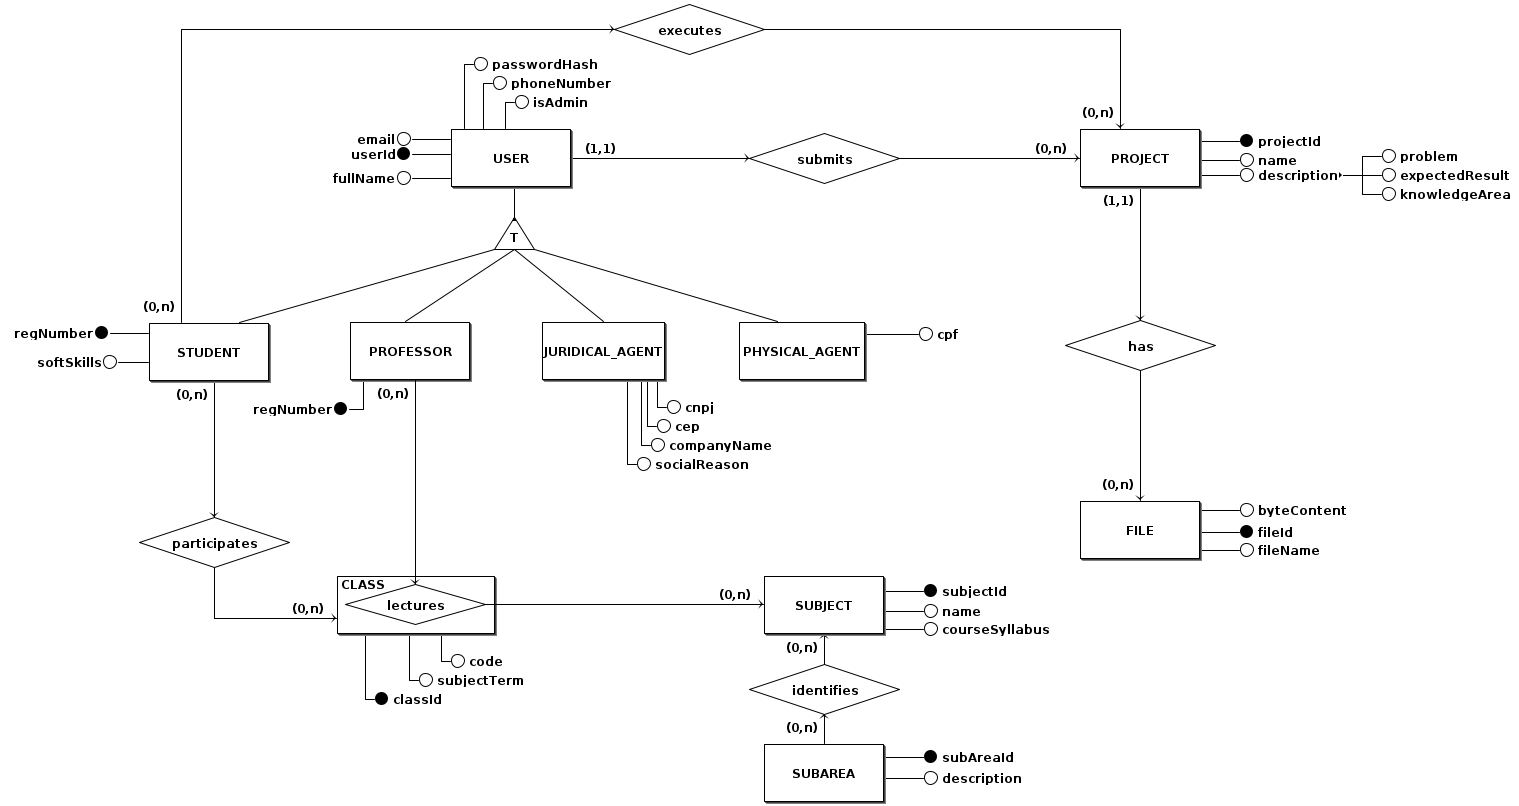 executes
passwordHash
phoneNumber
isAdmin
email
userId
fullName
USER
(1,1)
submits
(0,n)
(0,n)
PROJECT
projectId
name
description
problem
expectedResult
knowledgeArea
(1,1)
T
(0,n)
regNumber
softSkills
STUDENT
(0,n)
PROFESSOR
regNumber
(0,n)
JURIDICAL_AGENT
cnpj
cep
companyName
socialReason
PHYSICAL_AGENT
cpf
has
(0,n)
FILE
byteContent
fileId
fileName
participates
(0,n)
CLASS
lectures
(0,n)
code
subjectTerm
classId
SUBJECT
subjectId
name
courseSyllabus
(0,n)
identifies
(0,n)
SUBAREA
subAreaId
description